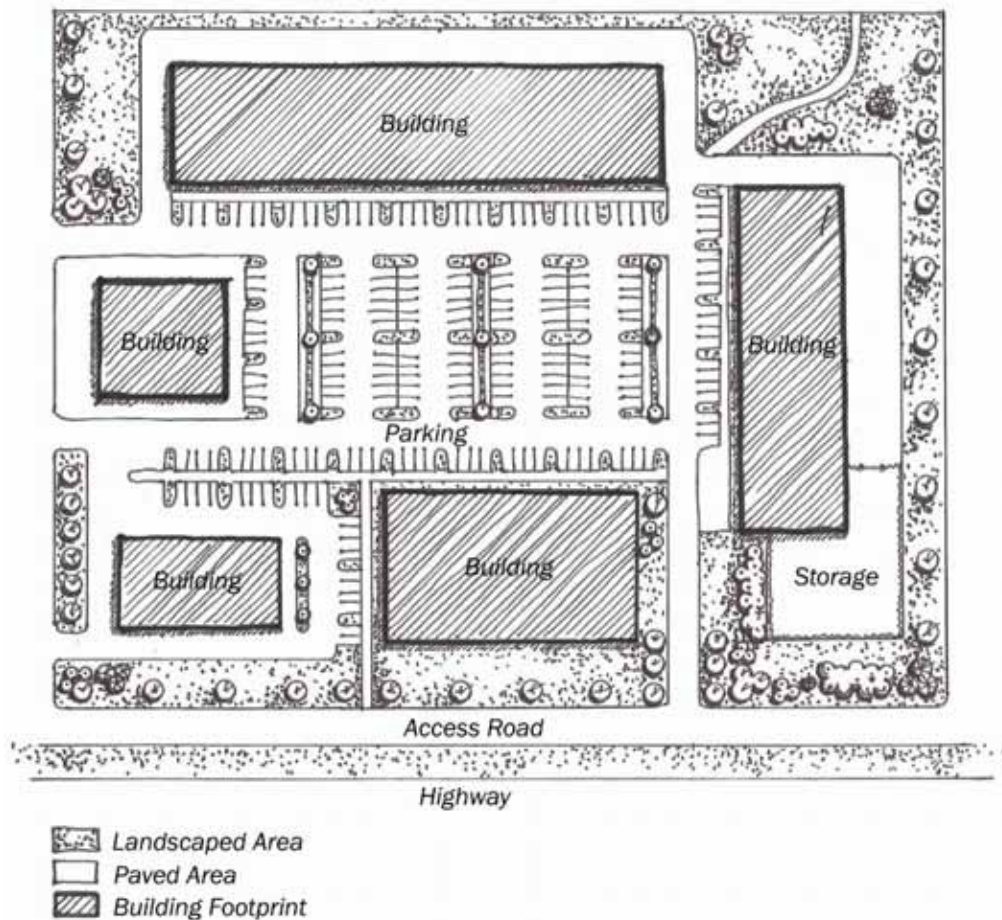 Building
Building
Building
Parking
Building
Building
Storage
Access Road
Highway
Landscaped Area
Paved Area
Building Footprint